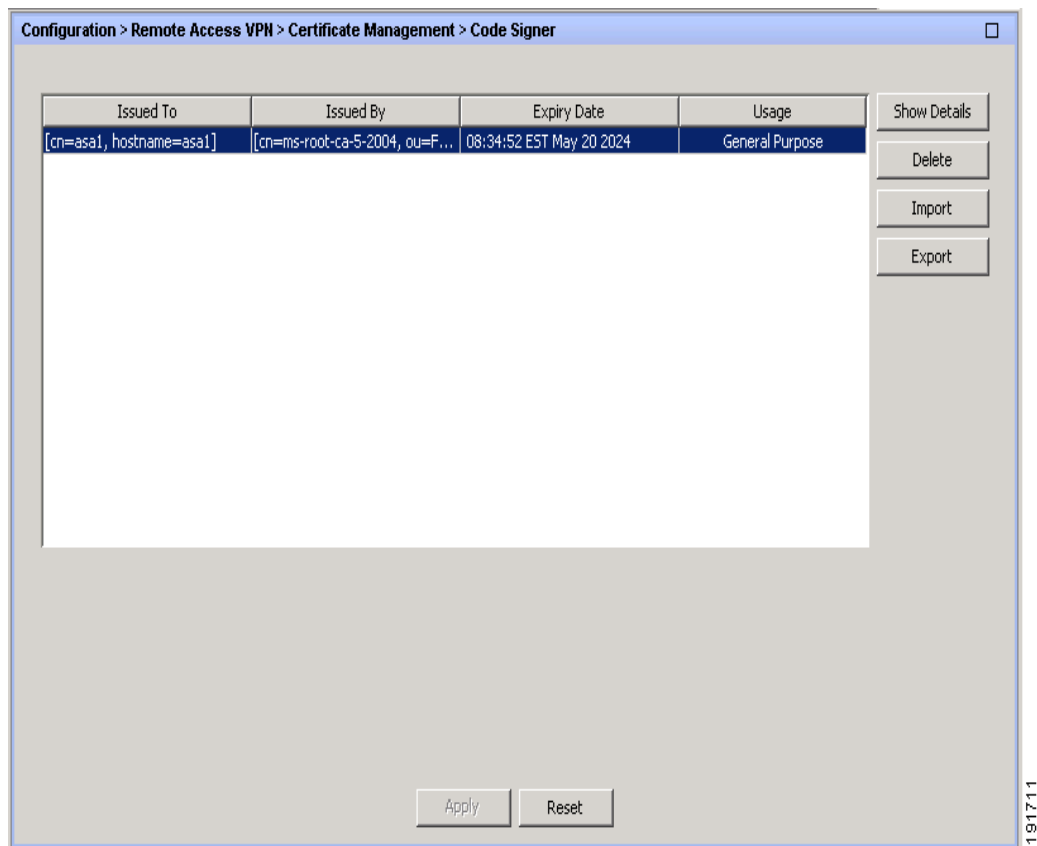 Configuration > Remote Access VPN > Certificate Management > Code Signer
Issued To Issued By Expiry Date Usage
[cn=asa1, hostname=asa1] [cn=ms-root-ca-5-2004, ou=F... 08:34:52 EST May 20 2024 General Purpose
Show Details
Delete
Import
Export
Apply Reset
191711